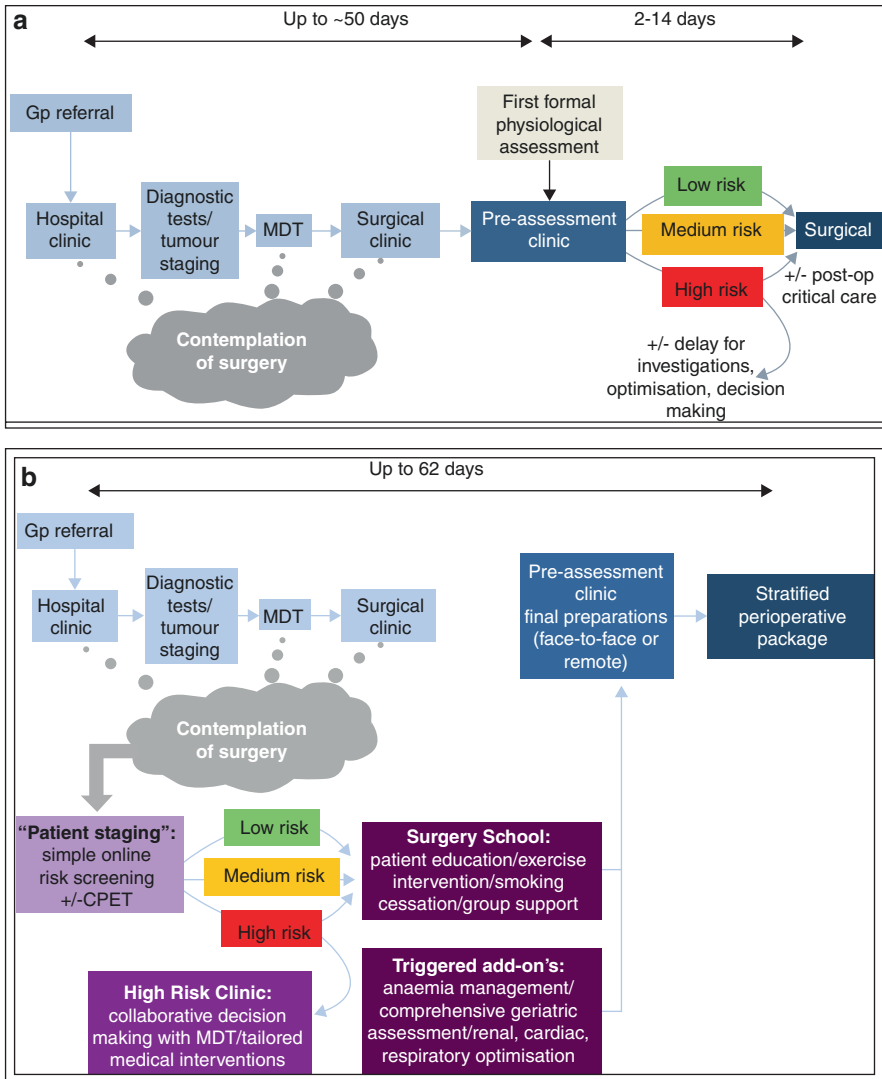 a
Up to ~50 days
2-14 days
Gp referral
First formal
physiological
assessment
Hospital
clinic
Diagnostic
tests/
tumour
staging
MDT
Surgical
clinic
Pre-assessment
clinic
Low risk
Medium risk
High risk
Surgical
+/- post-op
critical care
Contemplation
of surgery
+/- delay for
investigations,
optimisation, decision
making
b
Up to 62 days
Gp referral
Hospital
clinic
Diagnostic
tests/
tumour
staging
MDT
Surgical
clinic
Pre-assessment
clinic
final preparations
(face-to-face or
remote)
Stratified
perioperative
package
Contemplation
of surgery
“Patient staging”:
simple online
risk screening
+/-CPET
Low risk
Medium risk
High risk
Surgery School:
patient education/exercise
intervention/smoking
cessation/group support
High Risk Clinic:
collaborative decision
making with MDT/tailored
medical interventions
Triggered add-on’s:
anaemia management/
comprehensive geriatric
assessment/renal, cardiac,
respiratory optimisation